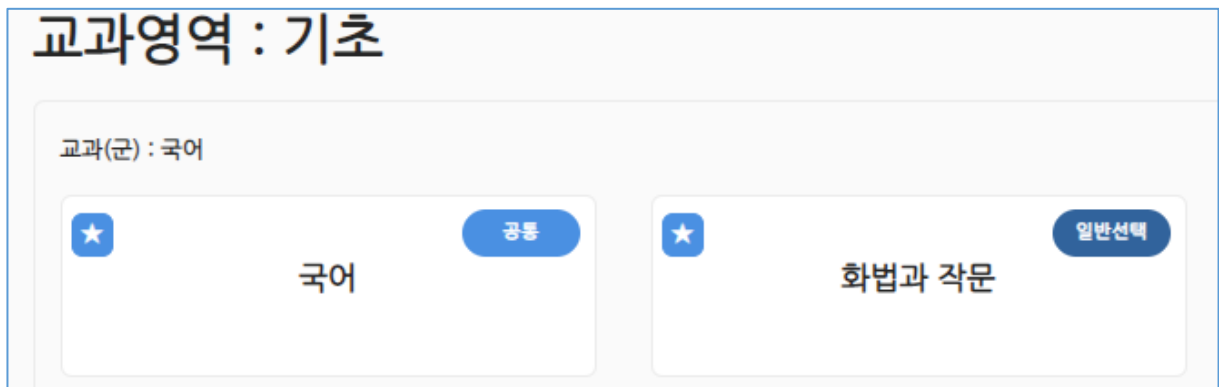 교과영역 : 기초
교과(군) : 국어
공통
국어
일반선택
화법과 작문